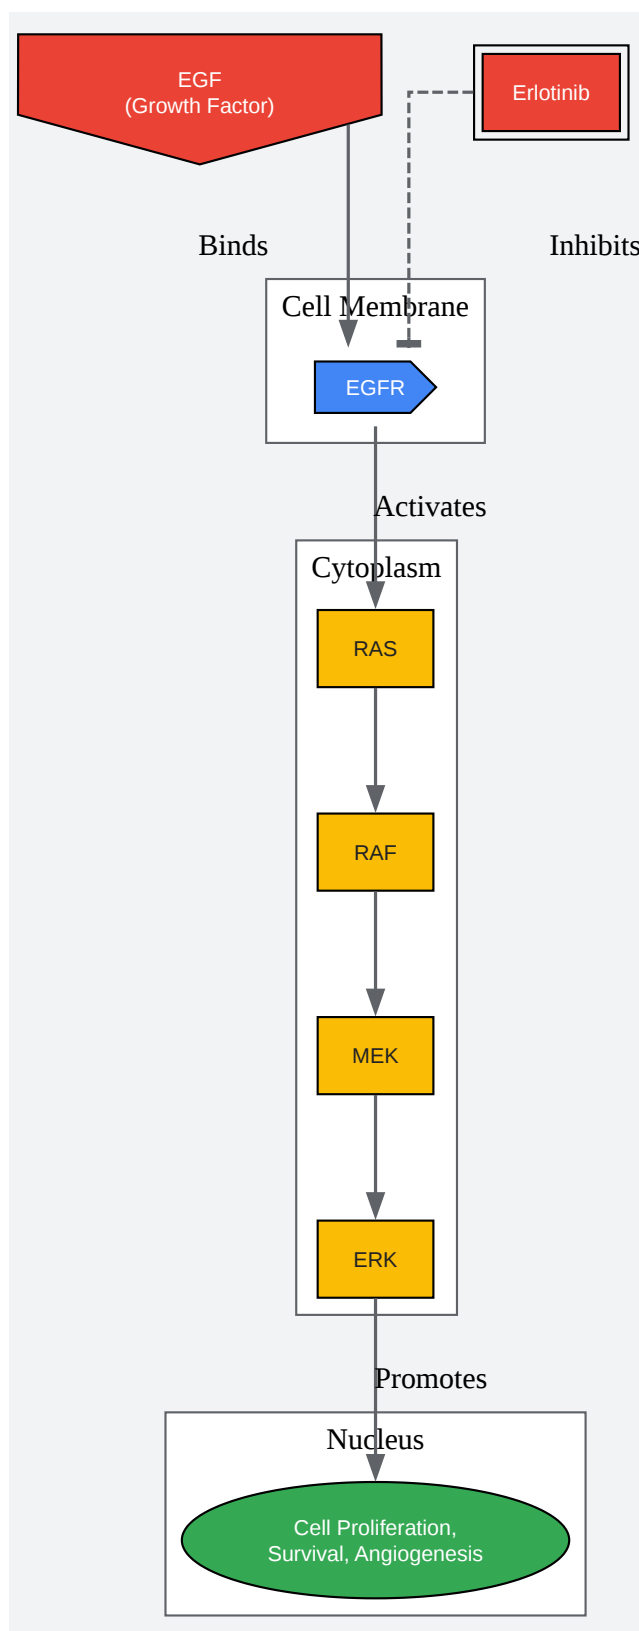 EGF
(Growth Factor)
Erlotinib
Binds
Inhibits
Cell Membrane
EGFR
Activates
Cytoplasm
RAS
RAF
MEK
ERK
Promotes
Nucleus
Cell Proliferation,
Survival, Angiogenesis